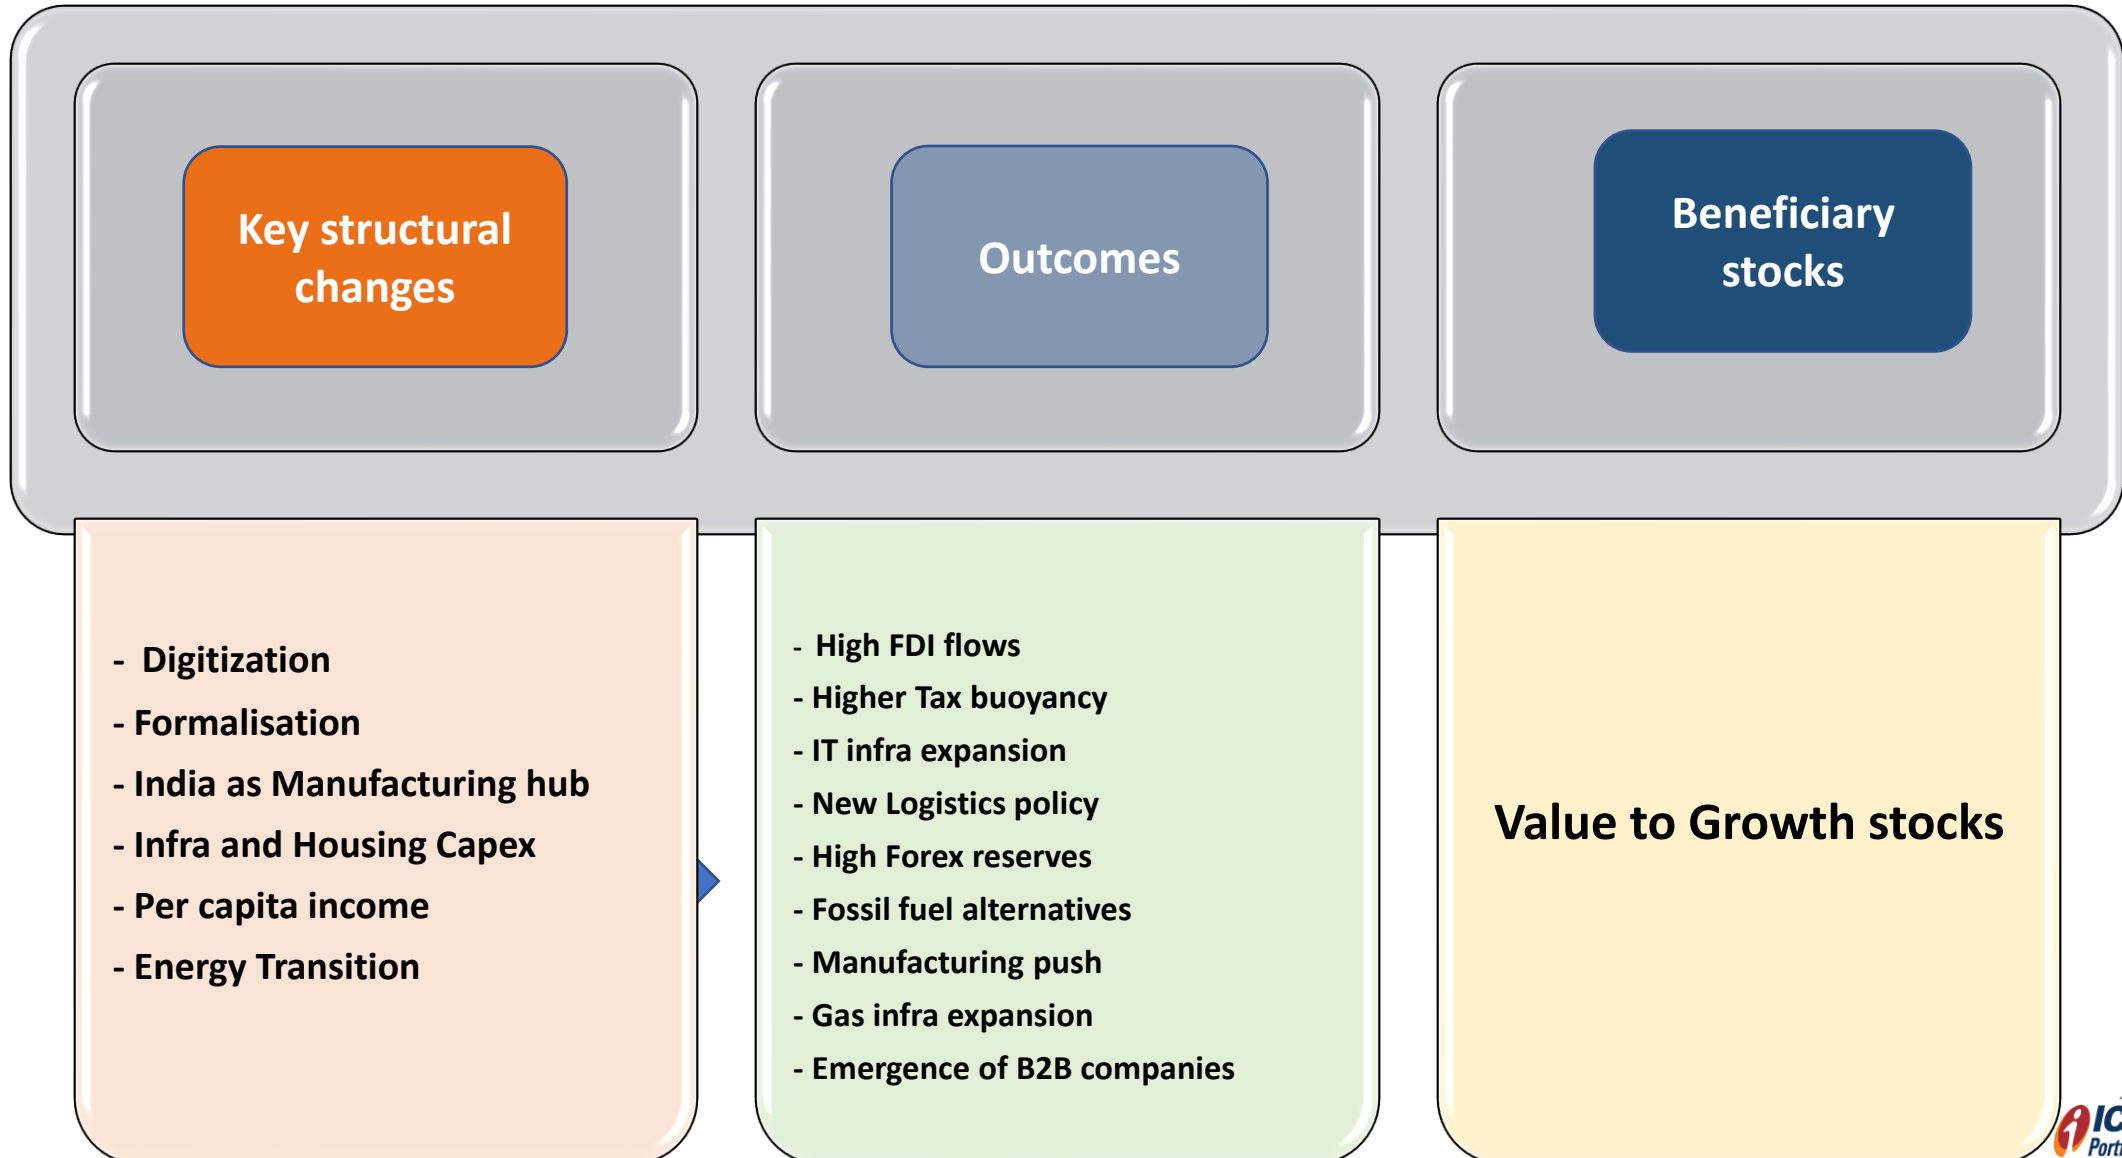 Key structural
changes
Outcomes
Beneficiary
stocks
- Digitization
- Formalisation
- India as Manufacturing hub
- Infra and Housing Capex
- Per capita income
- Energy Transition
- High FDI flows
- Higher Tax buoyancy
- IT infra expansion
- New Logistics policy
- High Forex reserves
- Fossil fuel alternatives
- Manufacturing push
- Gas infra expansion
- Emergence of B2B companies
Value to Growth stocks